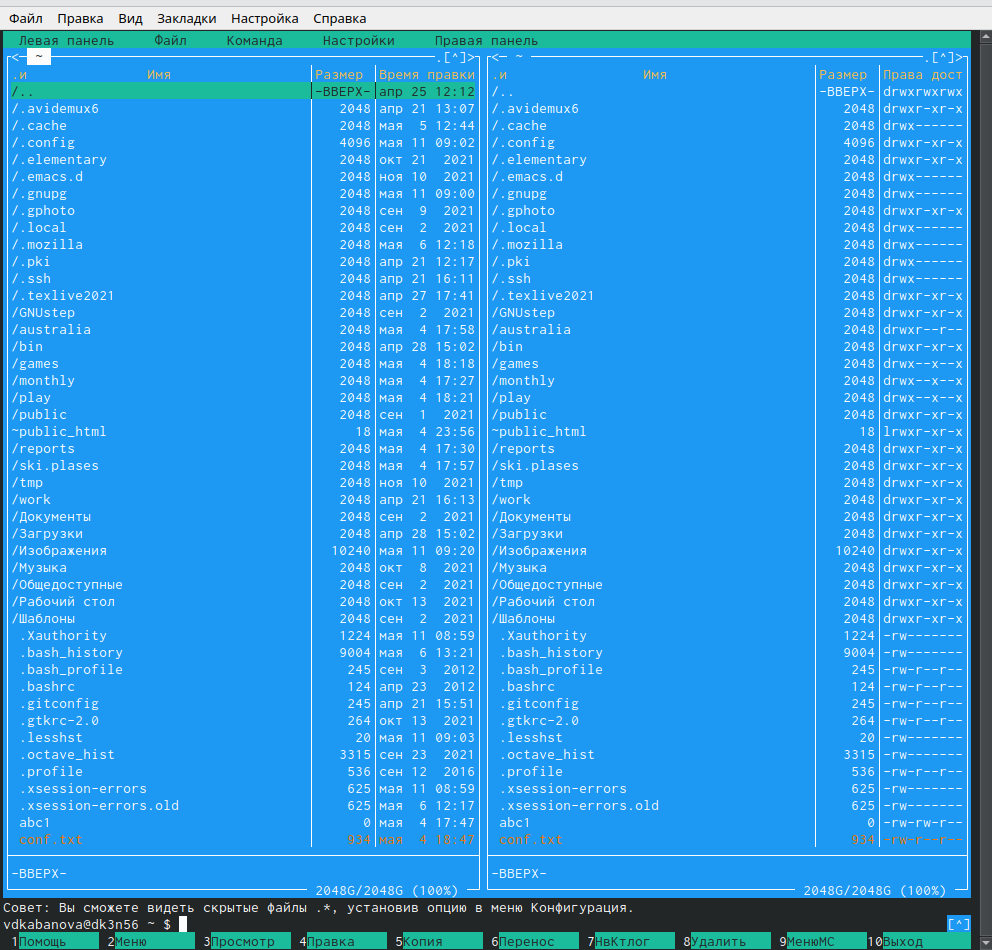 Файл Правка Вид Закладки Настройка Справка
Левая панель Файл Команда Настройки Правая панель
<─ ~ ─.[^]> <─ ~ ─.[^]>
.и Имя Размер Время правки .и Имя Размер Права дост
/.. -ВВЕРХ- апр 25 12:12 /.. -ВВЕРХ- drwxrwxrwx
/.avidemux6 2048 апр 21 13:07 /.avidemux6 2048 drwxr-xr-x
/.cache 2048 мая 5 12:44 /.cache 2048 drwx------
/.config 4096 мая 11 09:02 /.config 4096 drwxr-xr-x
/.elementary 2048 окт 21 2021 /.elementary 2048 drwxr-xr-x
/.emacs.d 2048 ноя 10 2021 /.emacs.d 2048 drwx------
/.gnupg 2048 мая 11 09:00 /.gnupg 2048 drwx------
/.gphoto 2048 сен 9 2021 /.gphoto 2048 drwxr-xr-x
/.local 2048 сен 2 2021 /.local 2048 drwx------
/.mozilla 2048 мая 6 12:18 /.mozilla 2048 drwx------
/.pki 2048 апр 21 12:17 /.pki 2048 drwx------
/.ssh 2048 апр 21 16:11 /.ssh 2048 drwx------
/.texlive2021 2048 апр 27 17:41 /.texlive2021 2048 drwxr-xr-x
/GNUstep 2048 сен 2 2021 /GNUstep 2048 drwxr-xr-x
/australia 2048 мая 4 17:58 /australia 2048 drwxr--r--
/bin 2048 апр 28 15:02 /bin 2048 drwxr-xr-x
/games 2048 мая 4 18:18 /games 2048 drwx--x--x
/monthly 2048 мая 4 17:27 /monthly 2048 drwxr-xr-x
/play 2048 мая 4 18:21 /play 2048 drwx--x--x
/public 2048 сен 1 2021 /public 2048 drwxr-xr-x
~public_html 18 мая 4 23:56 ~public_html 18 lrwxr-xr-x
/reports 2048 мая 4 17:30 /reports 2048 drwxr-xr-x
/ski.plases 2048 мая 4 17:57 /ski.plases 2048 drwxr-xr-x
/tmp 2048 ноя 10 2021 /tmp 2048 drwxr-xr-x
/work 2048 апр 21 16:13 /work 2048 drwxr-xr-x
/Документы 2048 сен 2 2021 /Документы 2048 drwxr-xr-x
/Загрузки 2048 апр 28 15:02 /Загрузки 2048 drwxr-xr-x
/Изображения 10240 мая 11 09:20 /Изображения 10240 drwxr-xr-x
/Музыка 2048 окт 8 2021 /Музыка 2048 drwxr-xr-x
/Общедоступные 2048 сен 2 2021 /Общедоступные 2048 drwxr-xr-x
/Рабочий стол 2048 окт 13 2021 /Рабочий стол 2048 drwxr-xr-x
/Шаблоны 2048 сен 2 2021 /Шаблоны 2048 drwxr-xr-x
.Xauthority 1224 мая 11 08:59 .Xauthority 1224 -rw-------
.bash_history 9004 мая 6 13:21 .bash_history 9004 -rw-------
.bash_profile 245 сен 3 2012 .bash_profile 245 -rw-r--r--
.bashrc 124 апр 23 2012 .bashrc 124 -rw-r--r--
.gitconfig 245 апр 21 15:51 .gitconfig 245 -rw-r--r--
.gtkrc-2.0 264 окт 13 2021 .gtkrc-2.0 264 -rw-r--r--
.lesshst 20 мая 11 09:03 .lesshst 20 -rw-------
.octave_hist 3315 сен 23 2021 .octave_hist 3315 -rw-------
.profile 536 сен 12 2016 .profile 536 -rw-r--r--
.xsession-errors 625 мая 11 08:59 .xsession-errors 625 -rw-------
.xsession-errors.old 625 мая 6 12:17 .xsession-errors.old 625 -rw-------
abc1 0 мая 4 17:47 abc1 0 -rw-rw-r--
conf.txt 934 мая 4 18:47 conf.txt 934 -rw-r--r--
-ВВЕРХ- -ВВЕРХ-
2048G/2048G (100%) 2048G/2048G (100%)
Совет: Вы сможете видеть скрытые файлы .*, установив опцию в меню Конфигурация.
vdkabanova@dk3n56 ~ $ [^]
1Помощь 2Меню 3Просмотр 4Правка 5Копия 6Перенос 7НвКтлог 8Удалить 9МенюMC 10Выход